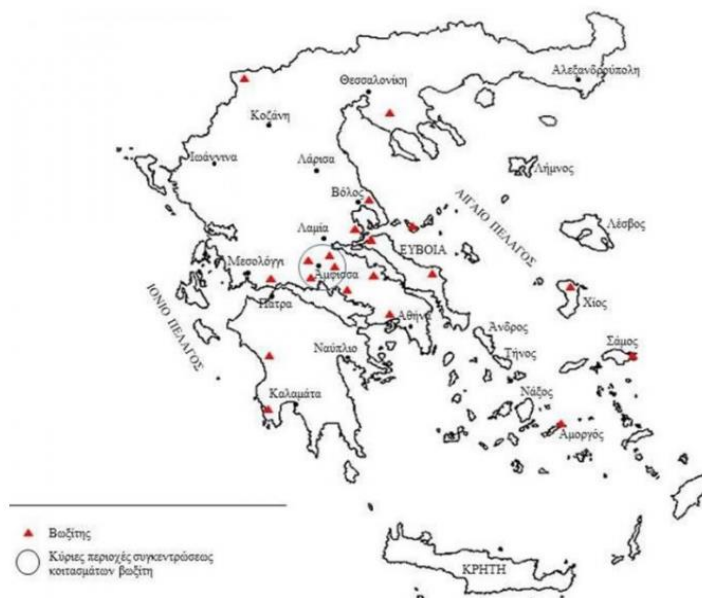 Αλεξανδρούπολη
Θεσσαλονίκη
Κοζάνη
Ιωάννινα
Λάρισα
Λήμνος
Βόλος
ΑΙΓΑΙΟ ΠΕΛΑΓΟΣ
Λέσβος
Λαμία
ΕΥΒΟΙΑ
Μεσολόγγι
Άμφισσα
Χίος
ΙΟΝΙΟ ΠΕΛΑΓΟΣ
Πάτρα
Αθήνα
Άνδρος
Σάμος
Ναύπλιο
Τήνος
Νάξος
Καλαμάτα
Αμοργός
Βωξίτης
Κύριες περιοχές συγκεντρώσεως
κοιτασμάτων βωξίτη
ΚΡΗΤΗ